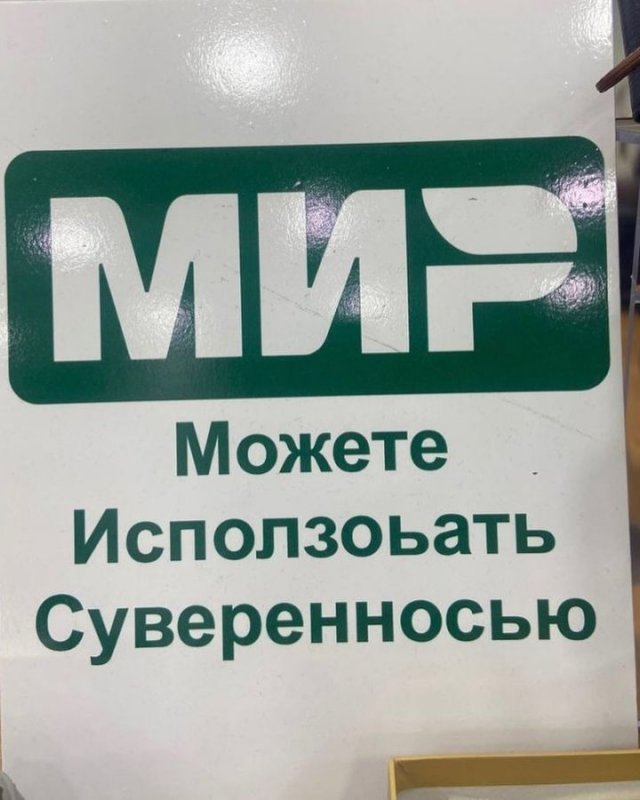 МИР
Можете
Исползоьать
Суверенносью